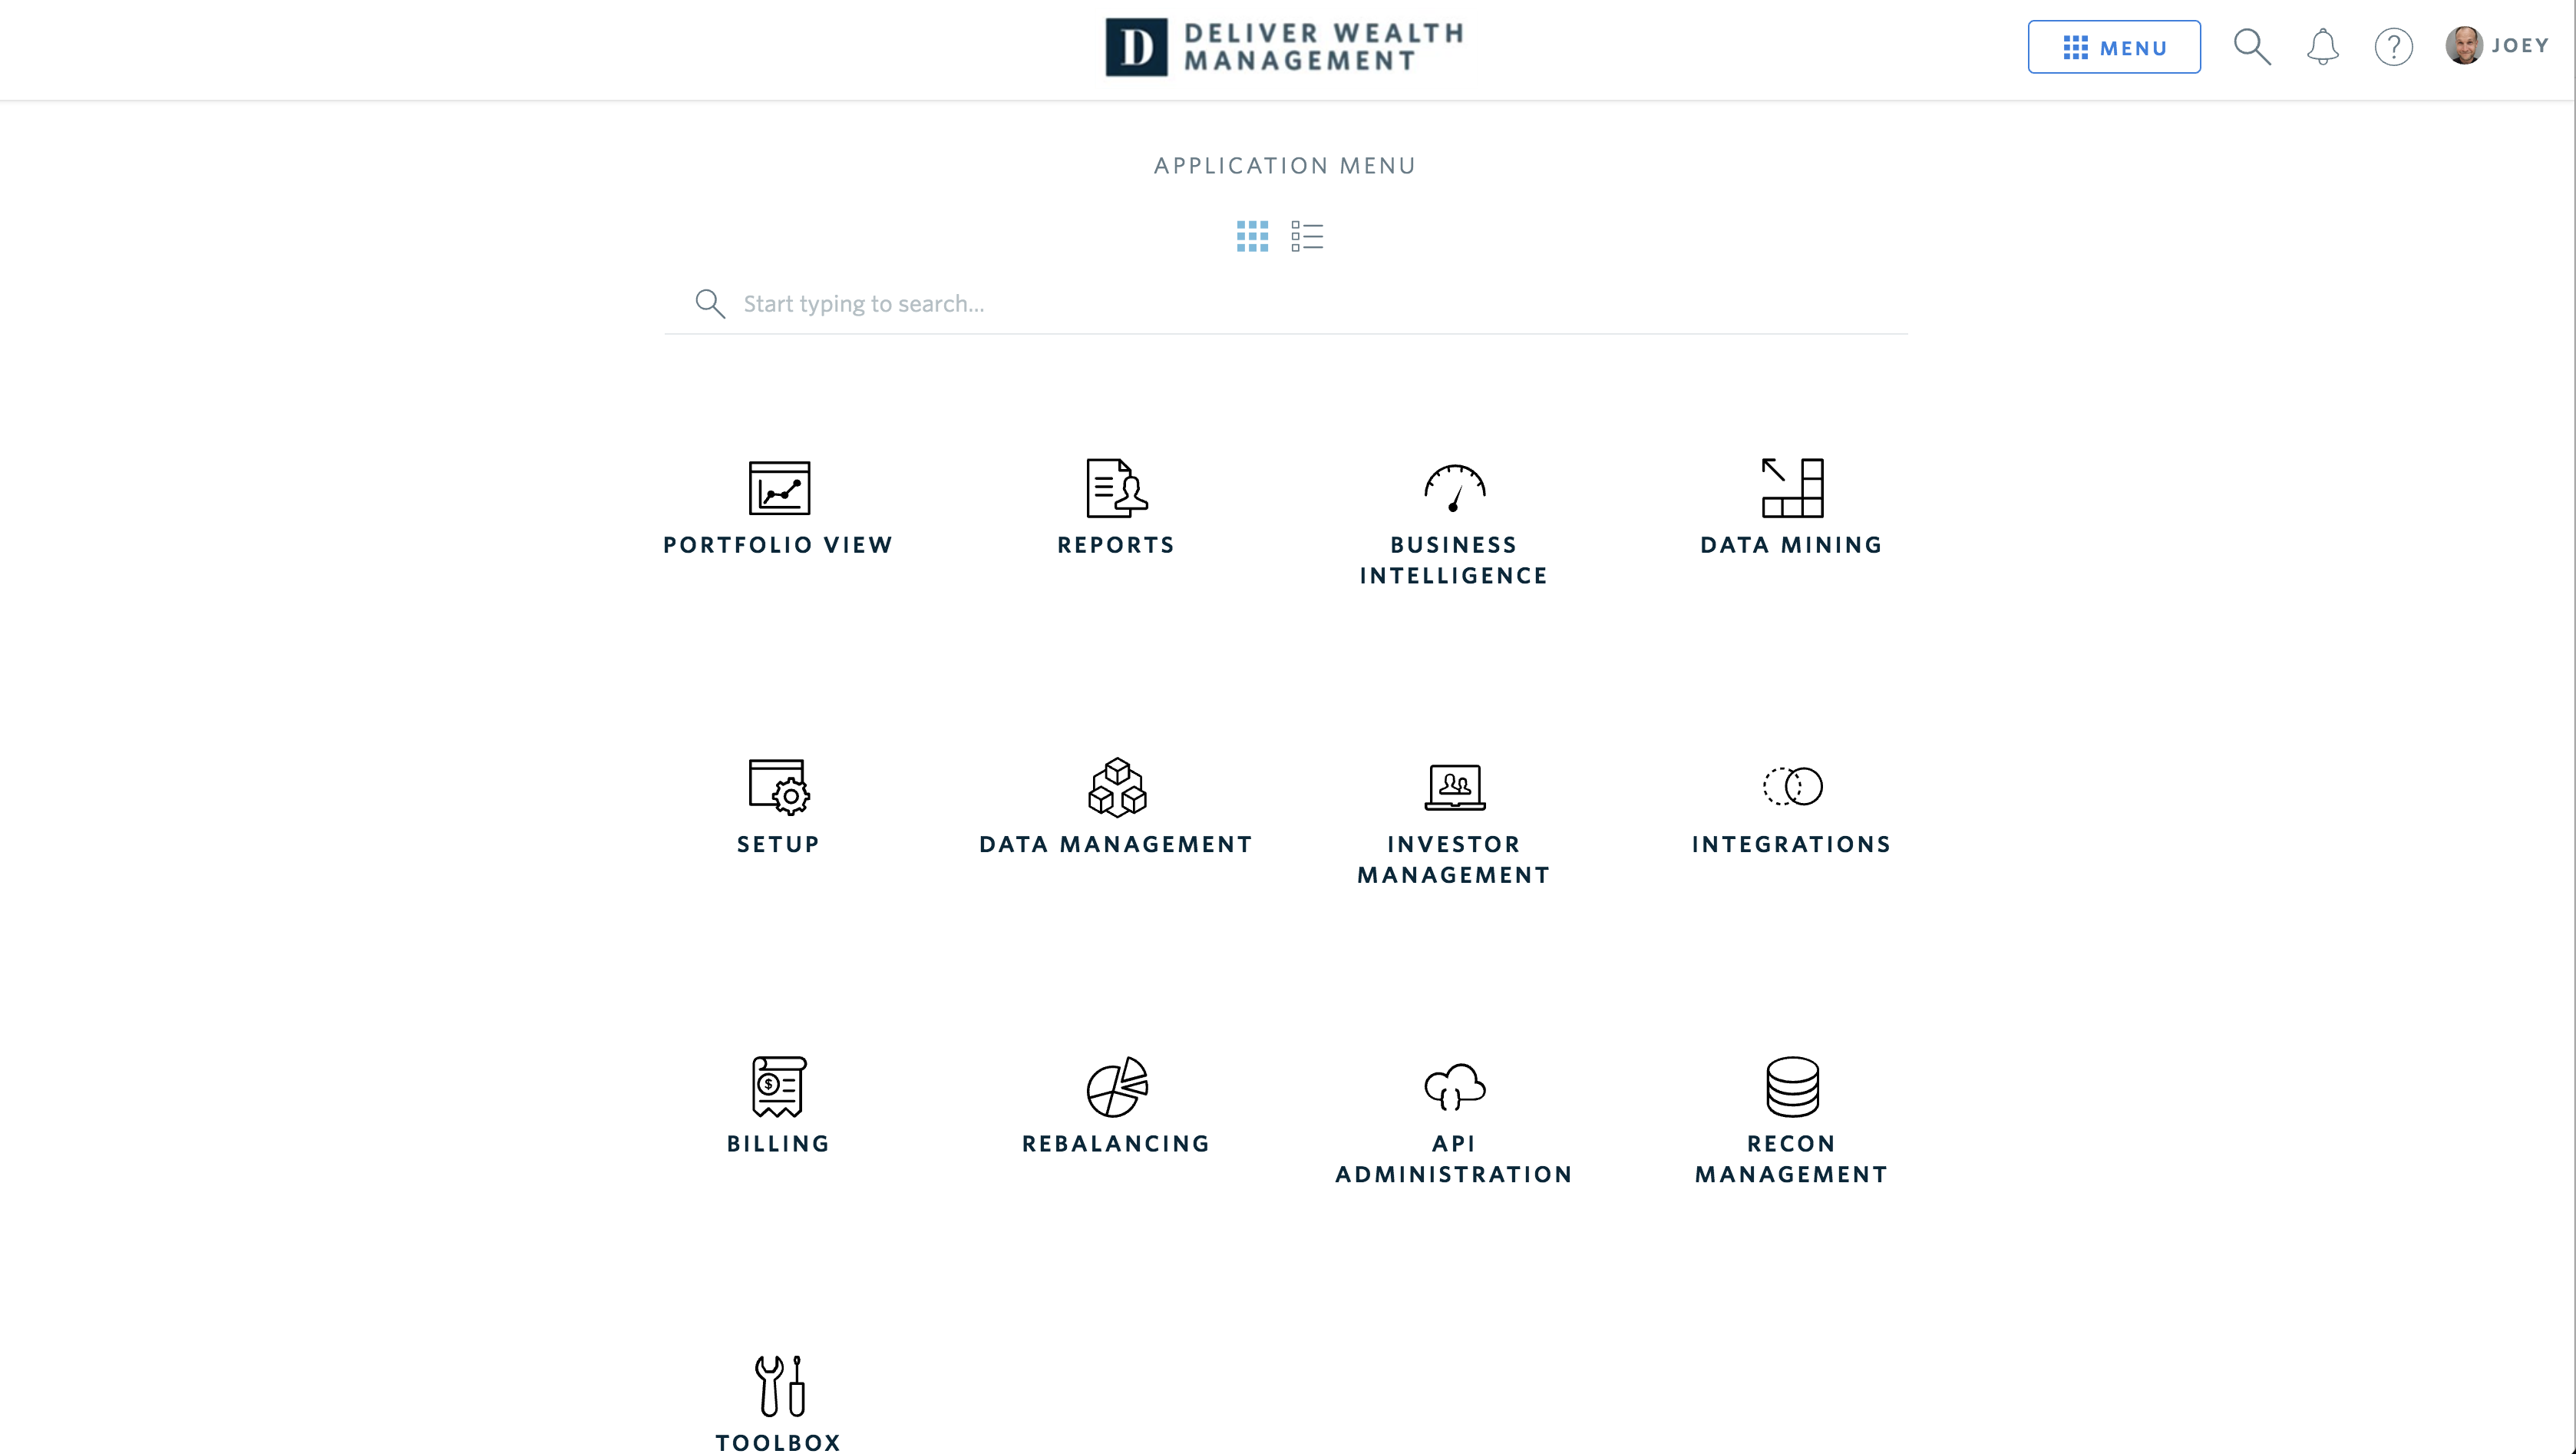 D DELIVER WEALTH
MANAGEMENT
MENU
?
JOEY
APPLICATION MENU
Start typing to search...
PORTFOLIO VIEW
REPORTS
BUSINESS
INTELLIGENCE
DATA MINING
SETUP
DATA MANAGEMENT
INVESTOR
MANAGEMENT
INTEGRATIONS
$
BILLING
REBALANCING
{}
API
ADMINISTRATION
RECON
MANAGEMENT
TOOLBOX